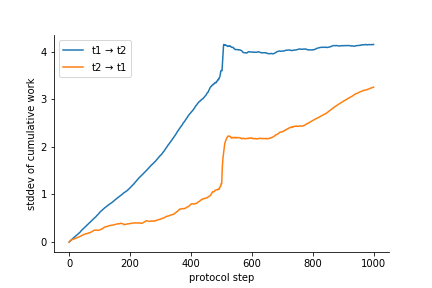 t1 → t2
t2 → t1
stddev of cumulative work
4
3
2
1
0
0 200 400 600 800 1000
protocol step